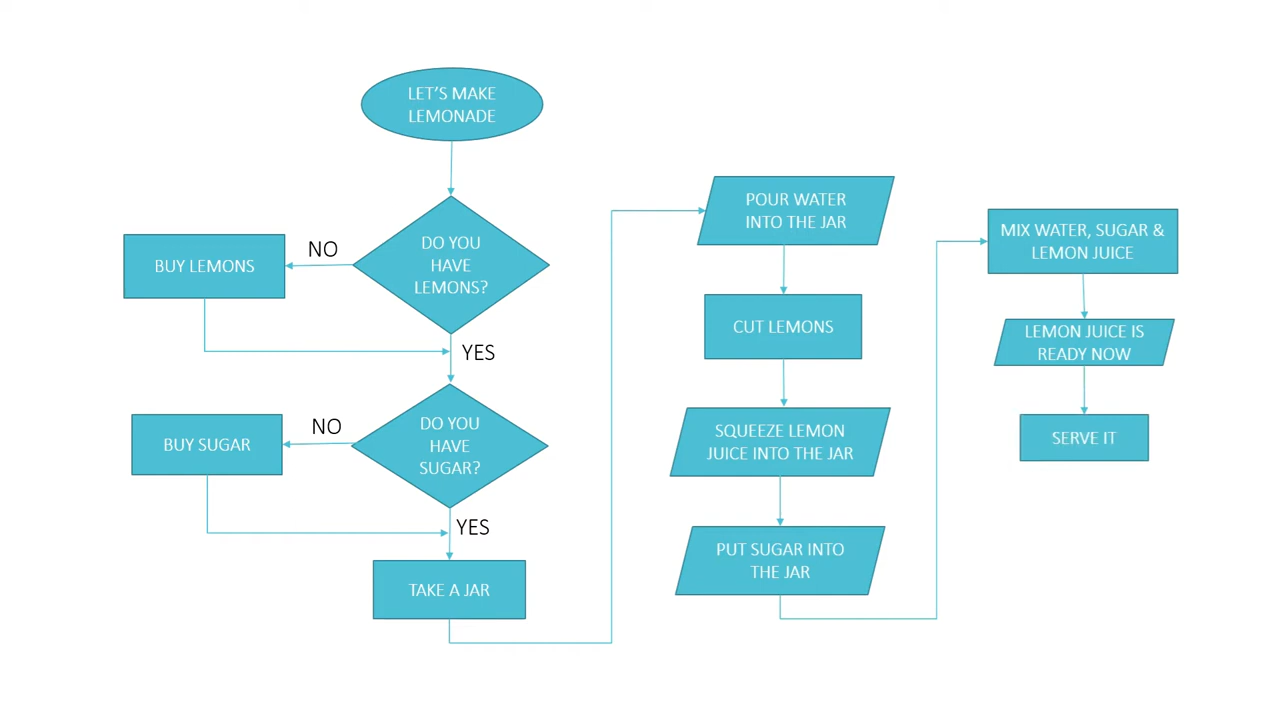 LET’S MAKE
LEMONADE
DO YOU
HAVE
LEMONS?
NO
BUY LEMONS
YES
DO YOU
HAVE
SUGAR?
NO
BUY SUGAR
YES
TAKE A JAR
POUR WATER
INTO THE JAR
CUT LEMONS
SQUEEZE LEMON
JUICE INTO THE JAR
PUT SUGAR INTO
THE JAR
MIX WATER, SUGAR &
LEMON JUICE
LEMON JUICE IS
READY NOW
SERVE IT